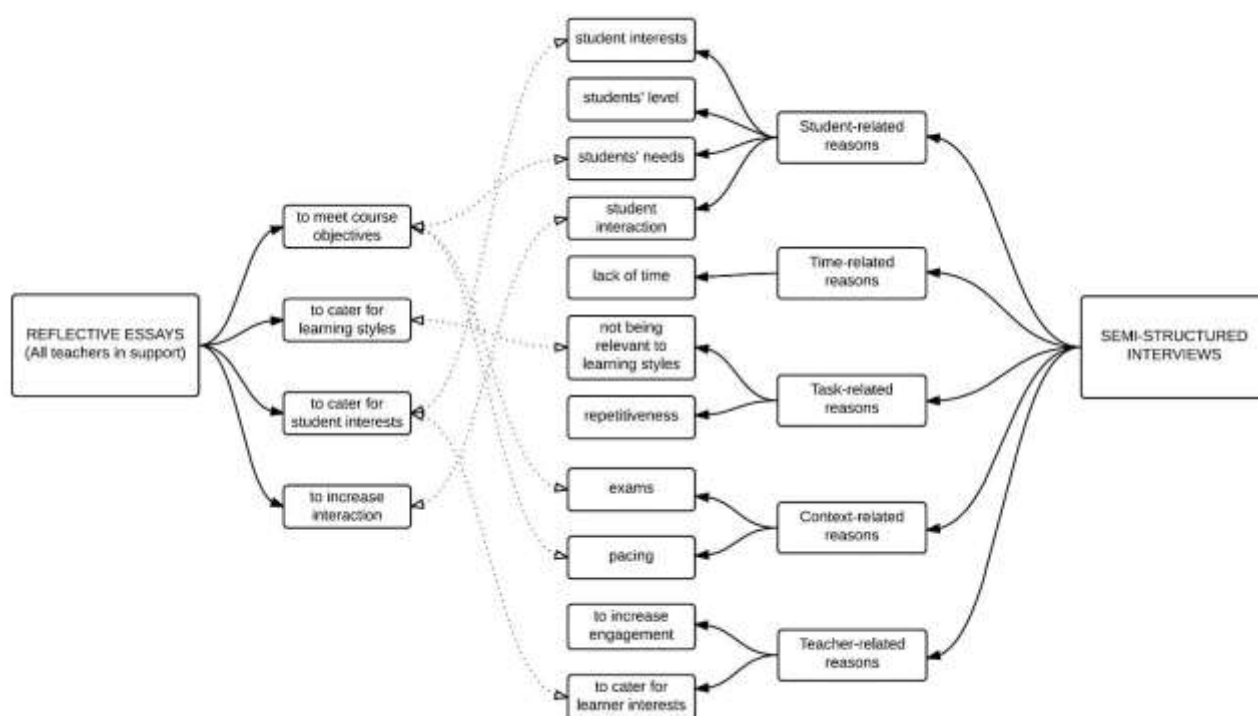 REFLECTIVE ESSAYS
(All teachers in support)
to meet course
objectives
to cater for
learning styles
to cater for
student interests
to increase
interaction
student interests
students' level
students' needs
student
interaction
lack of time
not being
relevant to
learning styles
repetitiveness
exams
pacing
to increase
engagement
to cater for
learner interests
Student-related
reasons
Time-related
reasons
Task-related
reasons
Context-related
reasons
Teacher-related
reasons
SEMI-STRUCTURED
INTERVIEWS